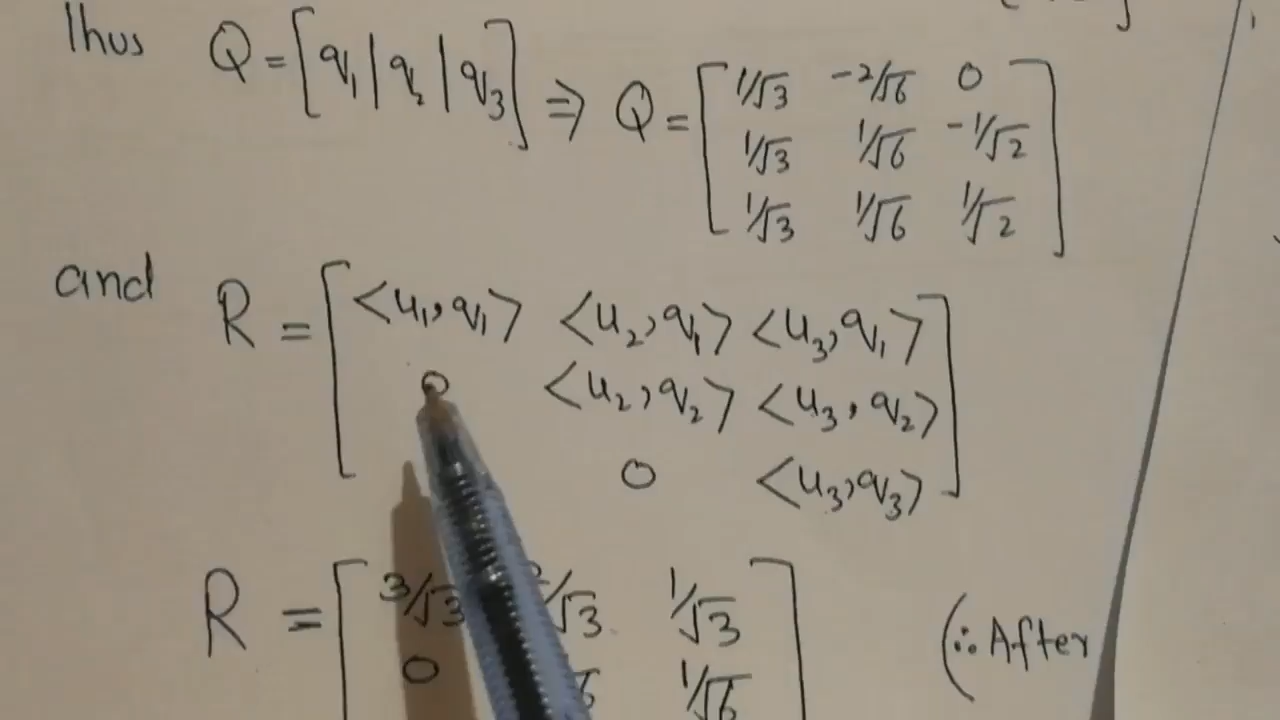 Thus Q = [q₁ | q₂ | q₃] ⇒ Q = [1/√3 -2/√6 0
1/√3 1/√6 -1/√2
1/√3 1/√6 1/√2]
and R = [<u₁, q₁> <u₂, q₁> <u₃, q₁>
0 <u₂, q₂> <u₃, q₂>
0 <u₃, q₃>]
R = [3/√3 /√3 1/√3
0 1/√6
(∴ After